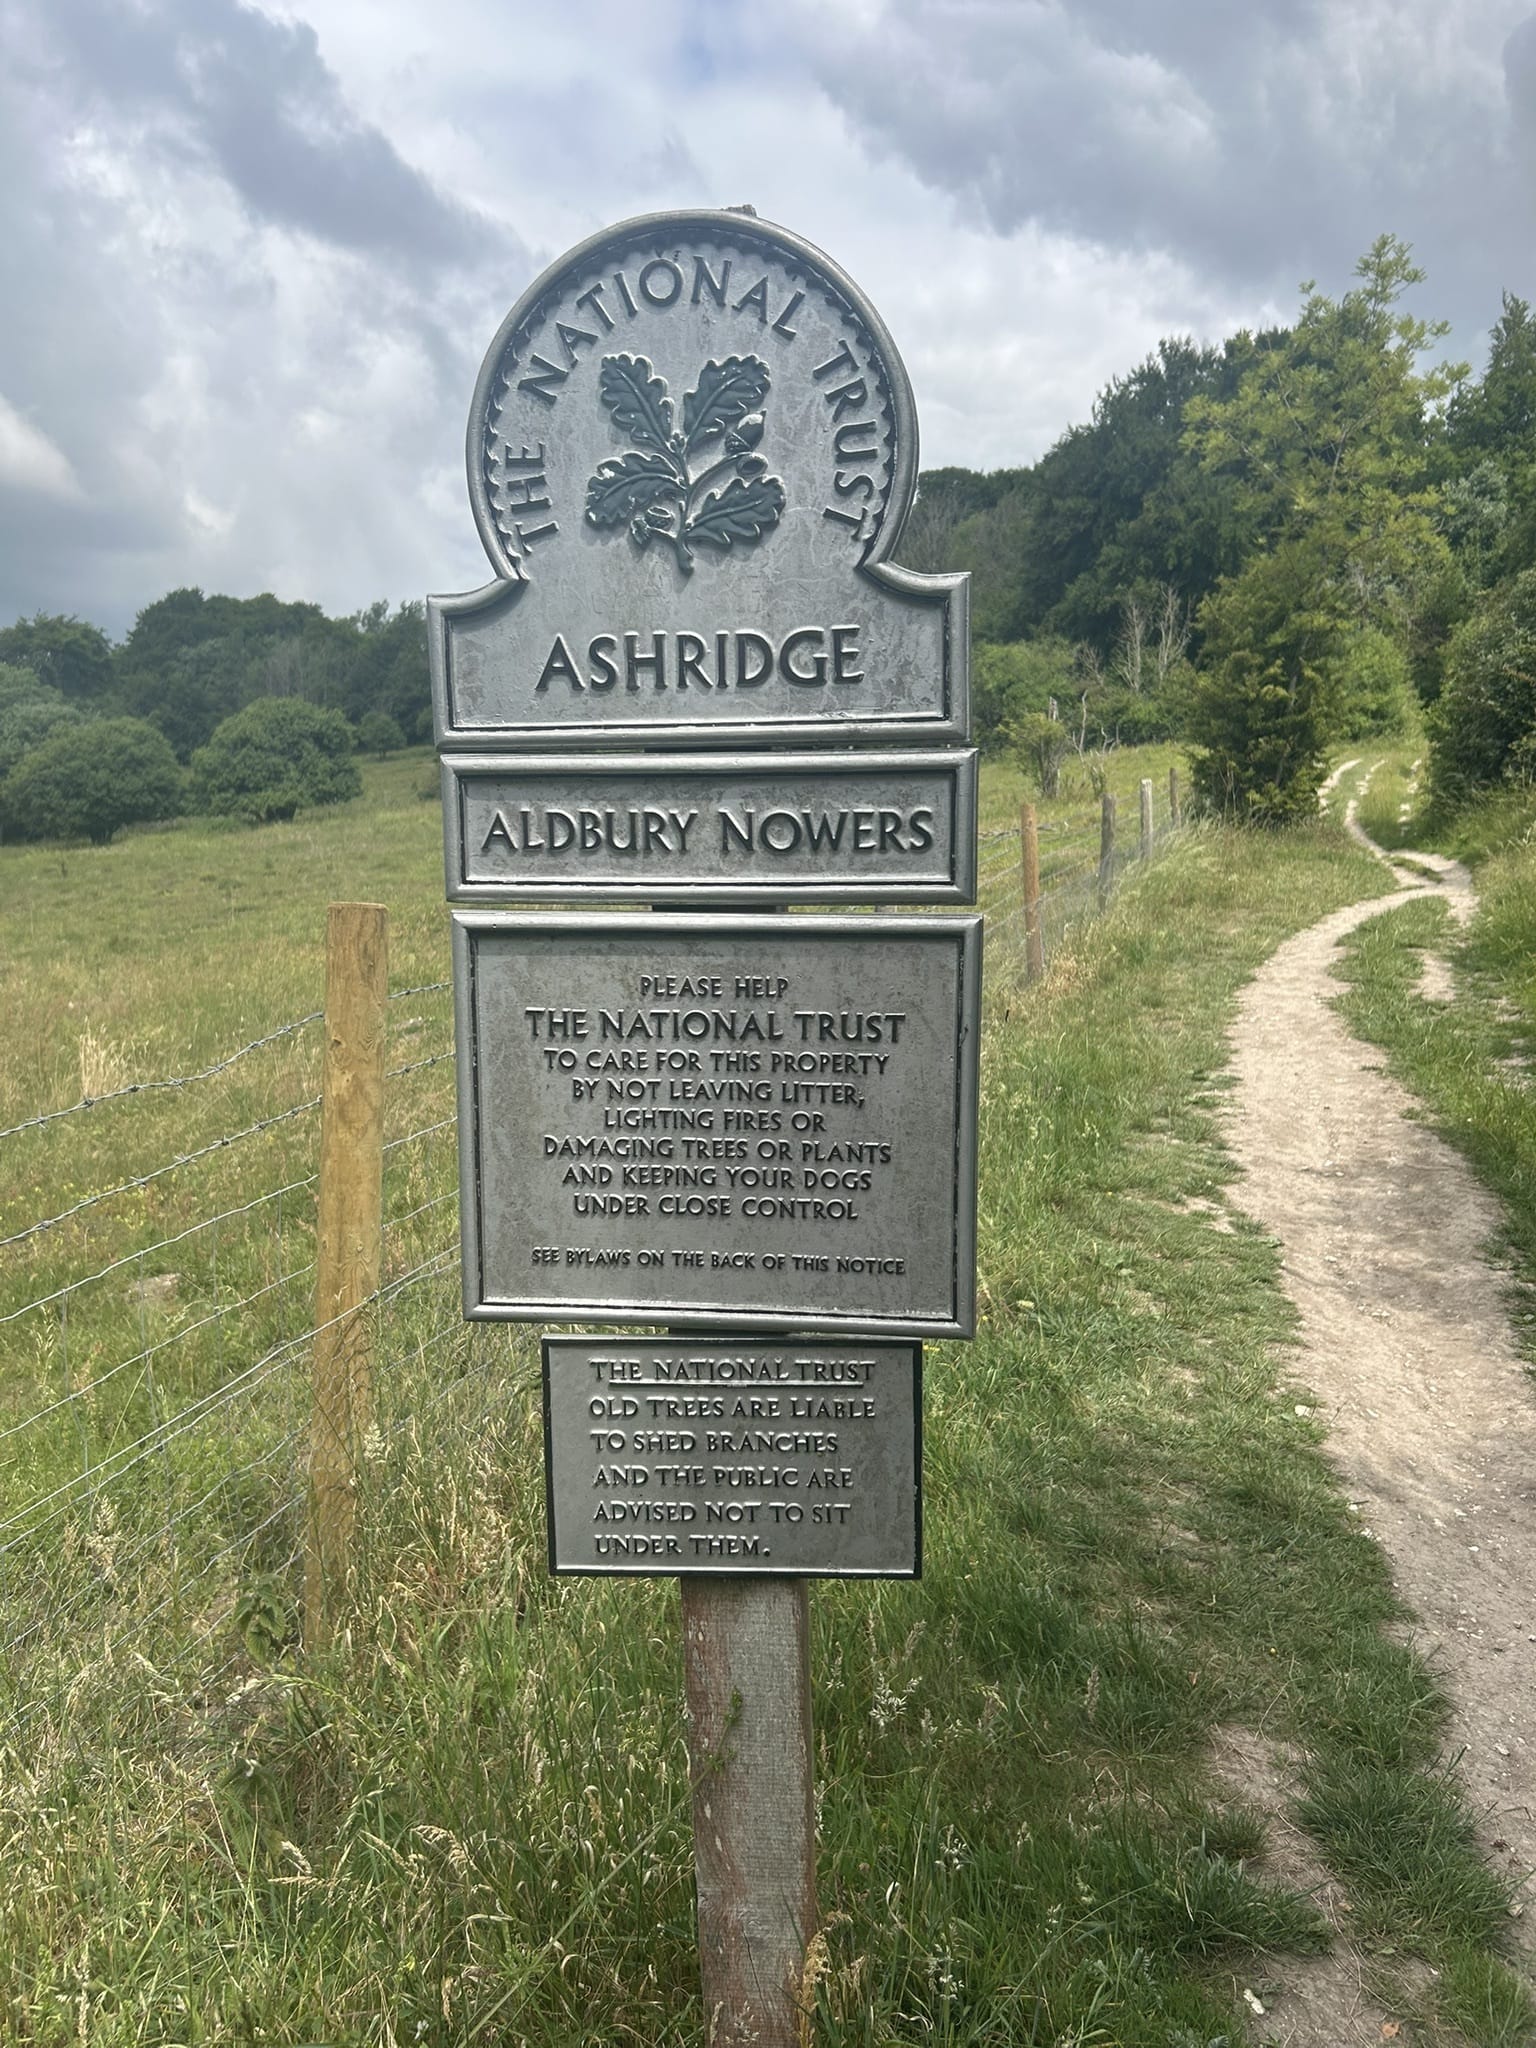 THE NATIONAL TRUST
ASHRIDGE
ALDBURY NOWERS
PLEASE HELP
THE NATIONAL TRUST
TO CARE FOR THIS PROPERTY
BY NOT LEAVING LITTER,
LIGHTING FIRES OR
DAMAGING TREES OR PLANTS
AND KEEPING YOUR DOGS
UNDER CLOSE CONTROL
SEE BYLAWS ON THE BACK OF THIS NOTICE
THE NATIONAL TRUST
OLD TREES ARE LIABLE
TO SHED BRANCHES
AND THE PUBLIC ARE
ADVISED NOT TO SIT
UNDER THEM.